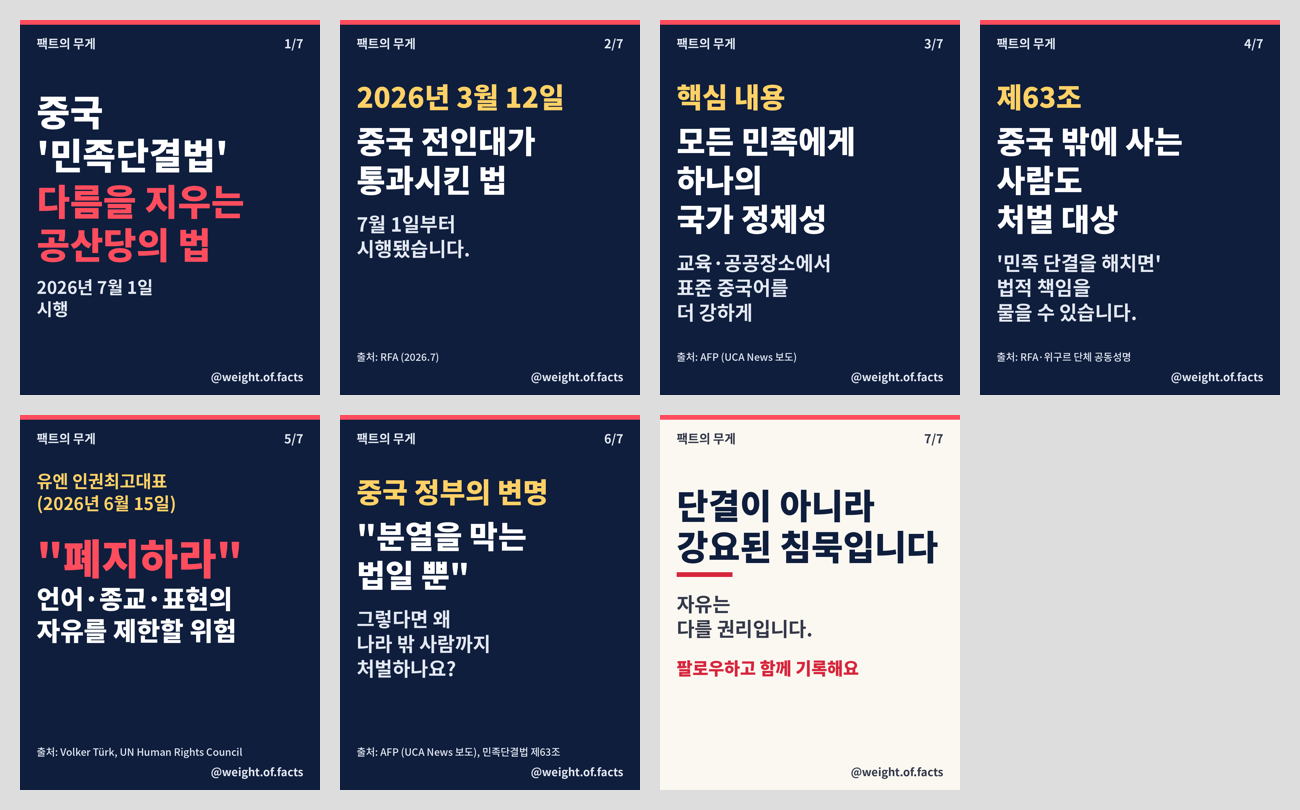 팩트의 무게
1/7
중국
'민족단결법'
다름을 지우는
공산당의 법
2026년 7월 1일
시행
@weight.of.facts
팩트의 무게
2/7
2026년 3월 12일
중국 전인대가
통과시킨 법
7월 1일부터
시행됐습니다.
출처: RFA (2026.7)
@weight.of.facts
팩트의 무게
3/7
핵심 내용
모든 민족에게
하나의
국가 정체성
교육·공공장소에서
표준 중국어를
더 강하게
출처: AFP (UCA News 보도)
@weight.of.facts
팩트의 무게
4/7
제63조
중국 밖에 사는
사람도
처벌 대상
'민족 단결을 해치면'
법적 책임을
물을 수 있습니다.
출처: RFA·위구르 단체 공동성명
@weight.of.facts
팩트의 무게
5/7
유엔 인권최고대표
(2026년 6월 15일)
"폐지하라"
언어·종교·표현의
자유를 제한할 위험
출처: Volker Türk, UN Human Rights Council
@weight.of.facts
팩트의 무게
6/7
중국 정부의 변명
"분열을 막는
법일 뿐"
그렇다면 왜
나라 밖 사람까지
처벌하나요?
출처: AFP (UCA News 보도), 민족단결법 제63조
@weight.of.facts
팩트의 무게
7/7
단결이 아니라
강요된 침묵입니다
자유는
다를 권리입니다.
팔로우하고 함께 기록해요
@weight.of.facts